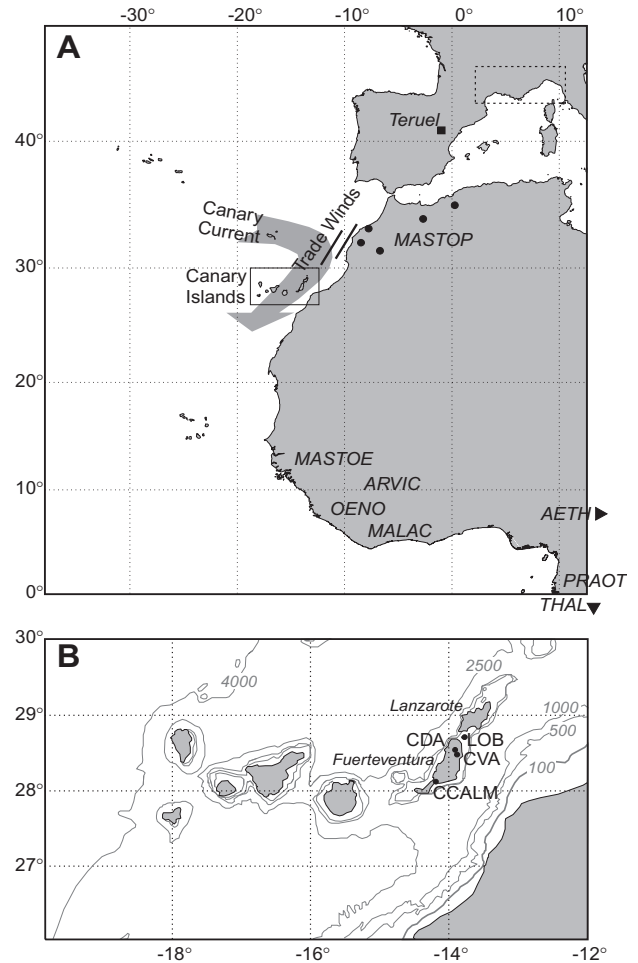 -30° -20° -10° 0° 10°
A
Teruel
40°
Canary
Current
Trade Winds
MASTOP
30°
Canary
Islands
20°
MASTOE
10°
ARVIC
OENO
AETH
MALAC
0°
PRAOT
THAL
30°
B
4000
2500
Lanzarote
29°
1000
500
CDA
LOB
Fuerteventura
CVA
100
28°
CCALM
27°
-18° -16° -14° -12°